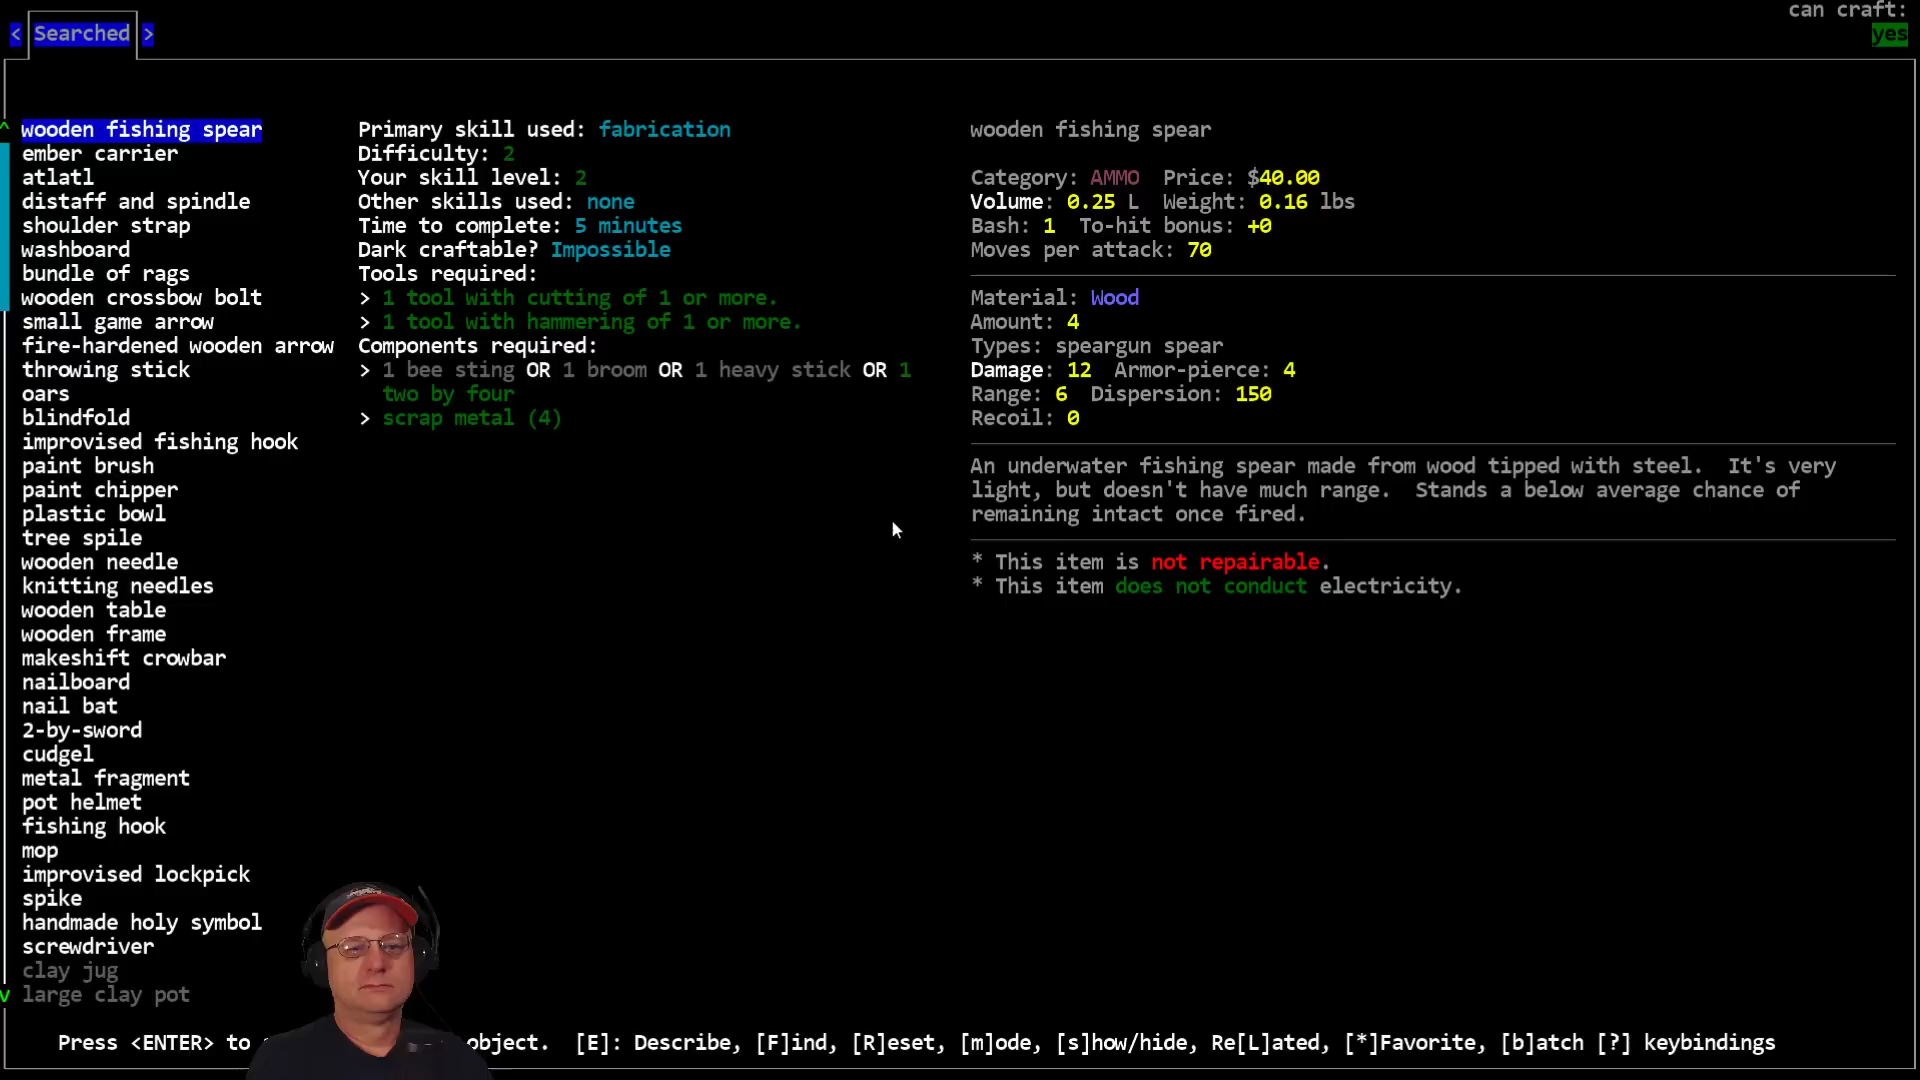 can craft:
< Searched >
yes
wooden fishing spear
ember carrier
atlatl
distaff and spindle
shoulder strap
washboard
bundle of rags
wooden crossbow bolt
small game arrow
fire-hardened wooden arrow
throwing stick
oars
blindfold
improvised fishing hook
paint brush
paint chipper
plastic bowl
tree spile
wooden needle
knitting needles
wooden table
wooden frame
makeshift crowbar
nailboard
nail bat
2-by-sword
cudgel
metal fragment
pot helmet
fishing hook
mop
improvised lockpick
spike
handmade holy symbol
screwdriver
clay jug
large clay pot
Primary skill used: fabrication
Difficulty: 2
Your skill level: 2
Other skills used: none
Time to complete: 5 minutes
Dark craftable? Impossible
Tools required:
> 1 tool with cutting of 1 or more.
> 1 tool with hammering of 1 or more.
Components required:
> 1 bee sting OR 1 broom OR 1 heavy stick OR 1
two by four
> scrap metal (4)
wooden fishing spear
Category: AMMO Price: $40.00
Volume: 0.25 L Weight: 0.16 lbs
Bash: 1 To-hit bonus: +0
Moves per attack: 70
Material: Wood
Amount: 4
Types: speargun spear
Damage: 12 Armor-pierce: 4
Range: 6 Dispersion: 150
Recoil: 0
An underwater fishing spear made from wood tipped with steel. It's very
light, but doesn't have much range. Stands a below average chance of
remaining intact once fired.
* This item is not repairable.
* This item does not conduct electricity.
Press <ENTER> to object. [E]: Describe, [F]ind, [R]eset, [m]ode, [s]how/hide, Re[L]ated, [*]Favorite, [b]atch [?] keybindings